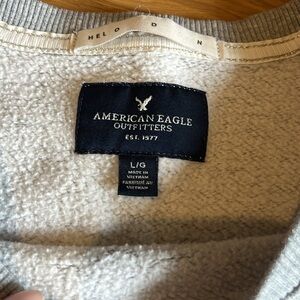 AMERICAN EAGLE
OUTFITTERS
EST. 1977
L/G
MADE IN
VIETNAM
FABRIQUÉ AU
VIETNAM